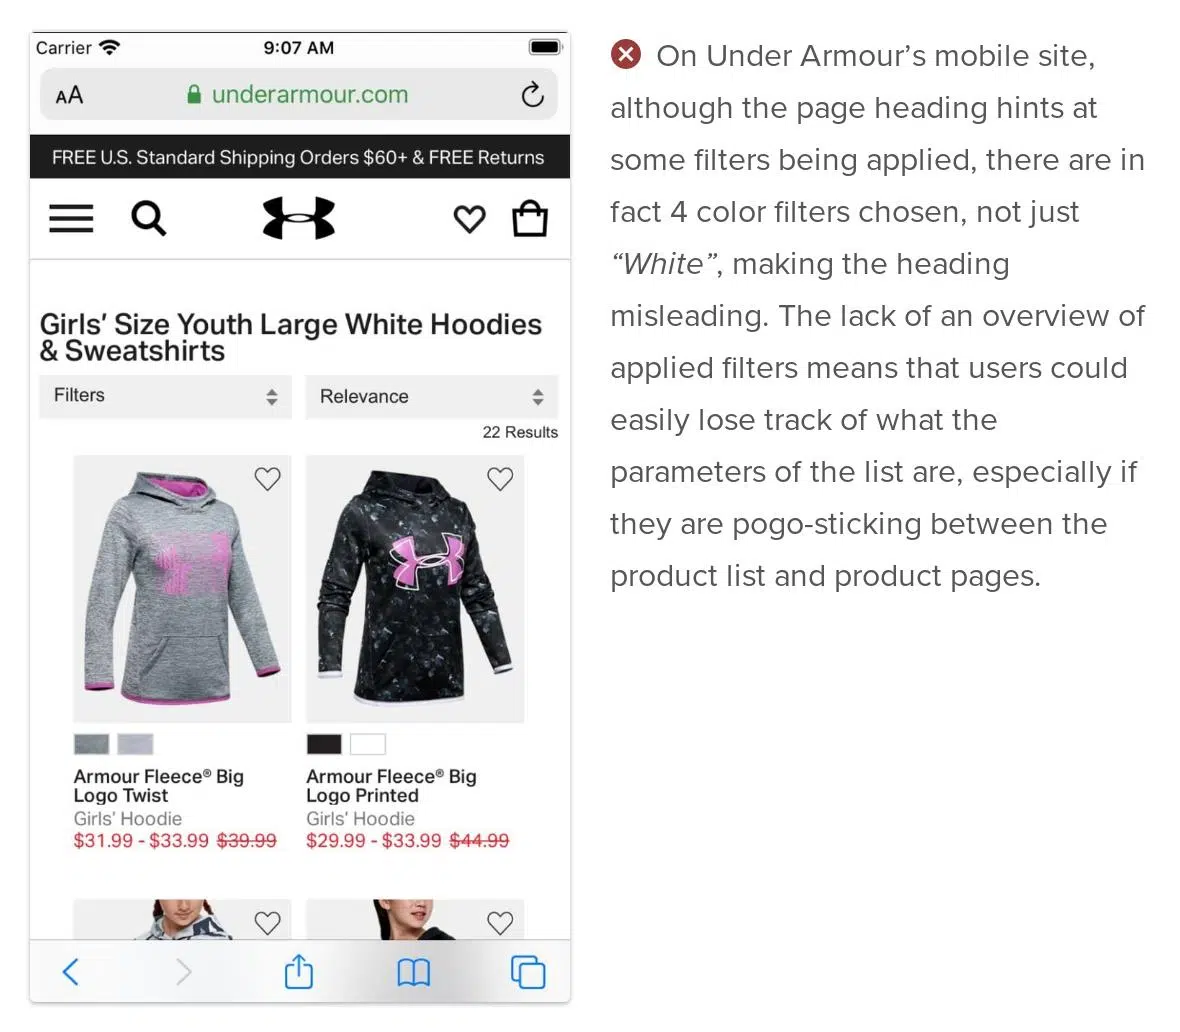 Carrier 9:07 AM
AA underarmour.com
FREE U.S. Standard Shipping Orders $60+ & FREE Returns
Girls’ Size Youth Large White Hoodies
& Sweatshirts
Filters Relevance
22 Results
Armour Fleece® Big
Logo Twist
Girls’ Hoodie
$31.99 - $33.99 $39.99
Armour Fleece® Big
Logo Printed
Girls’ Hoodie
$29.99 - $33.99 $44.99
On Under Armour’s mobile site,
although the page heading hints at
some filters being applied, there are in
fact 4 color filters chosen, not just
“White”, making the heading
misleading. The lack of an overview of
applied filters means that users could
easily lose track of what the
parameters of the list are, especially if
they are pogo-sticking between the
product list and product pages.